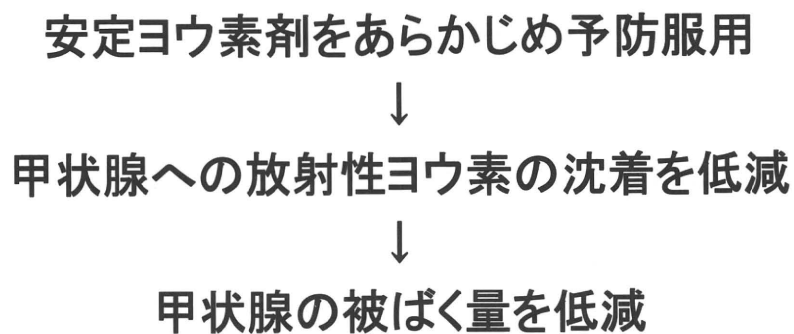 安定ヨウ素剤をあらかじめ予防服用
↓
甲状腺への放射性ヨウ素の沈着を低減
↓
甲状腺の被ばく量を低減